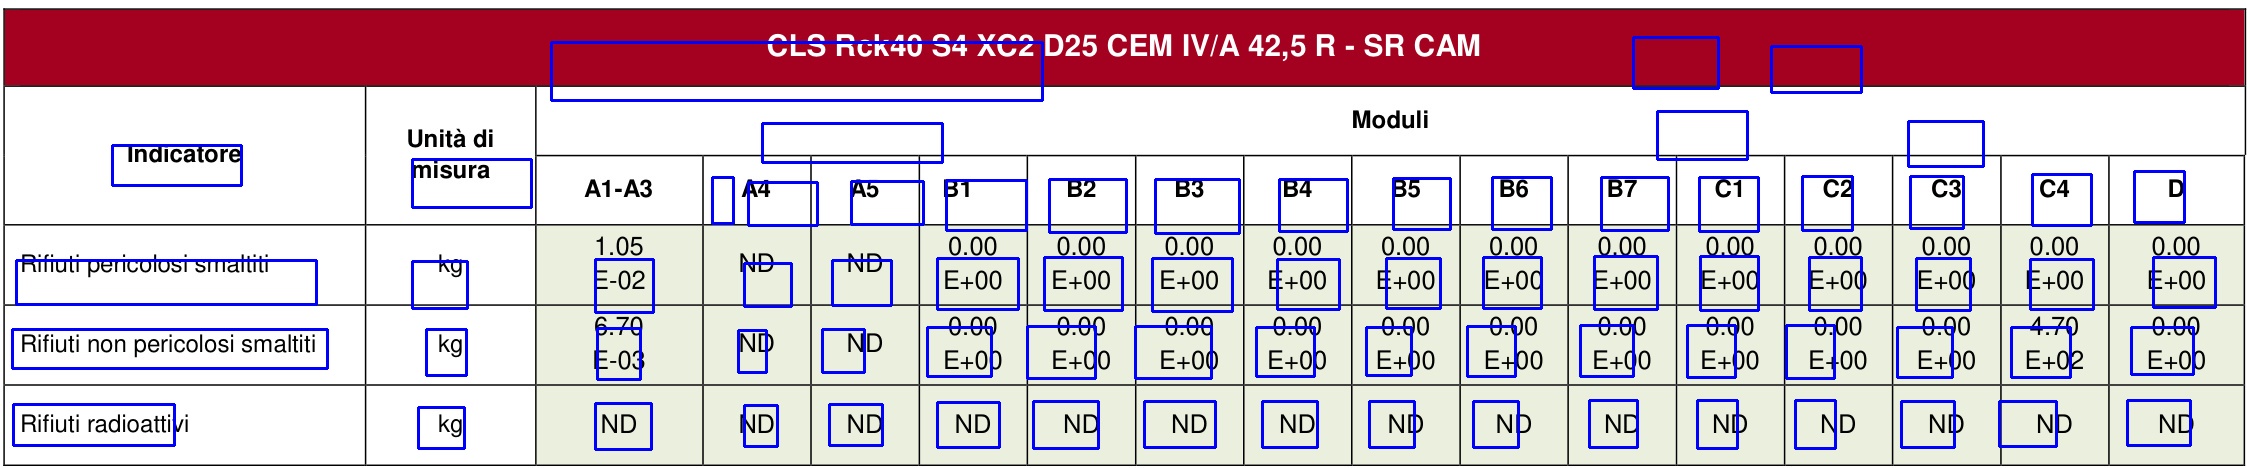 CLS Rck40 S4 XC2 D25 CEM IV/A 42,5 R - SR CAM
Indicatore Unità di misura Moduli
A1-A3 A4 A5 B1 B2 B3 B4 B5 B6 B7 C1 C2 C3 C4 D
Rifiuti pericolosi smaltiti kg 1.05 E-02 ND ND 0.00 E+00 0.00 E+00 0.00 E+00 0.00 E+00 0.00 E+00 0.00 E+00 0.00 E+00 0.00 E+00 0.00 E+00 0.00 E+00 0.00 E+00 0.00 E+00
Rifiuti non pericolosi smaltiti kg 6.70 E-03 ND ND 0.00 E+00 0.00 E+00 0.00 E+00 0.00 E+00 0.00 E+00 0.00 E+00 0.00 E+00 0.00 E+00 0.00 E+00 0.00 E+00 4.70 E+02 0.00 E+00
Rifiuti radioattivi kg ND ND ND ND ND ND ND ND ND ND ND ND ND ND ND